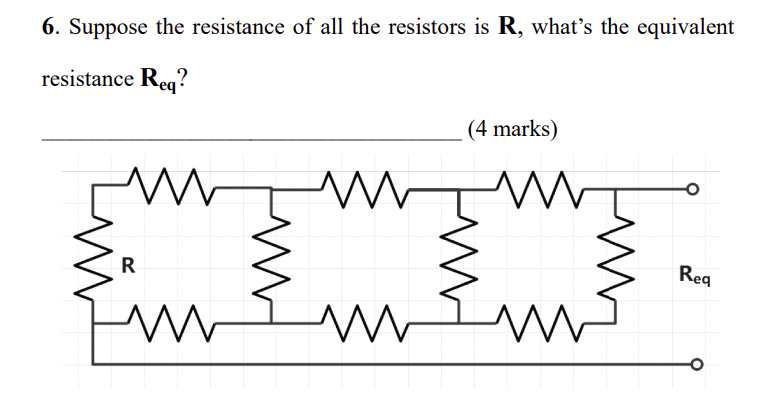 6. Suppose the resistance of all the resistors is R, what’s the equivalent
resistance Req?
(4 marks)
R
Req